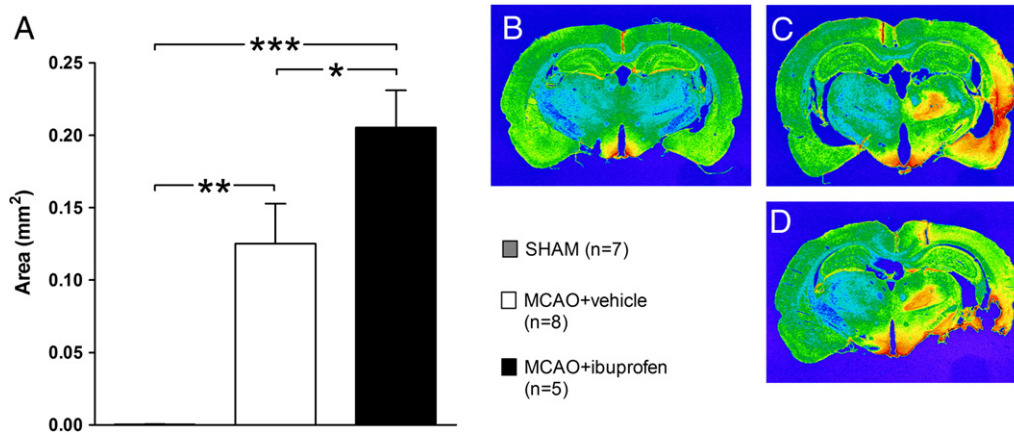 A
***
*
**
0.25
0.20
0.15
0.10
0.05
0.00
Area (mm²)
SHAM (n=7)
MCAO+vehicle
(n=8)
MCAO+ibuprofen
(n=5)
B
C
D